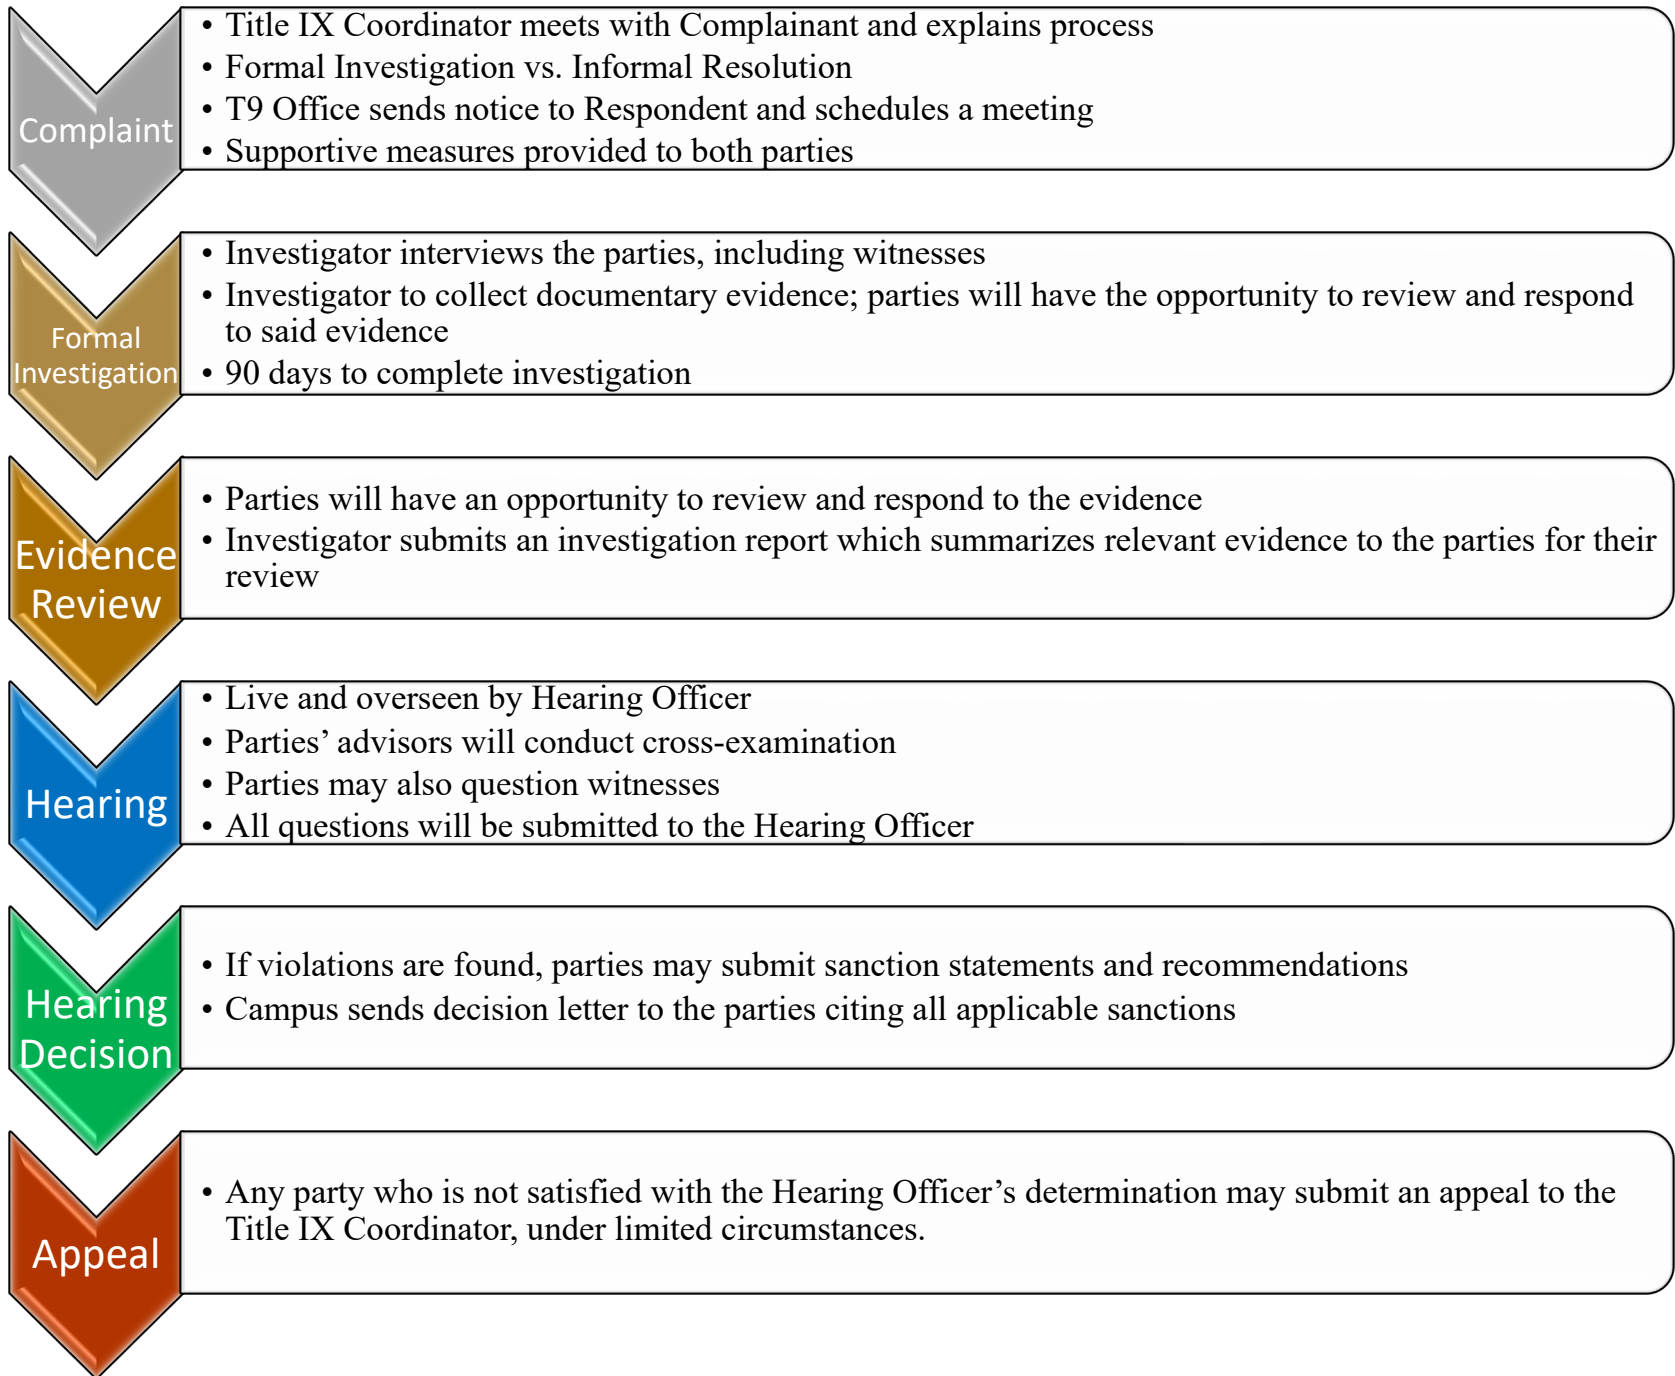 Complaint
• Title IX Coordinator meets with Complainant and explains process
• Formal Investigation vs. Informal Resolution
• T9 Office sends notice to Respondent and schedules a meeting
• Supportive measures provided to both parties
Formal
Investigation
• Investigator interviews the parties, including witnesses
• Investigator to collect documentary evidence; parties will have the opportunity to review and respond
to said evidence
• 90 days to complete investigation
Evidence
Review
• Parties will have an opportunity to review and respond to the evidence
• Investigator submits an investigation report which summarizes relevant evidence to the parties for their
review
Hearing
• Live and overseen by Hearing Officer
• Parties’ advisors will conduct cross-examination
• Parties may also question witnesses
• All questions will be submitted to the Hearing Officer
Hearing
Decision
• If violations are found, parties may submit sanction statements and recommendations
• Campus sends decision letter to the parties citing all applicable sanctions
Appeal
• Any party who is not satisfied with the Hearing Officer’s determination may submit an appeal to the
Title IX Coordinator, under limited circumstances.